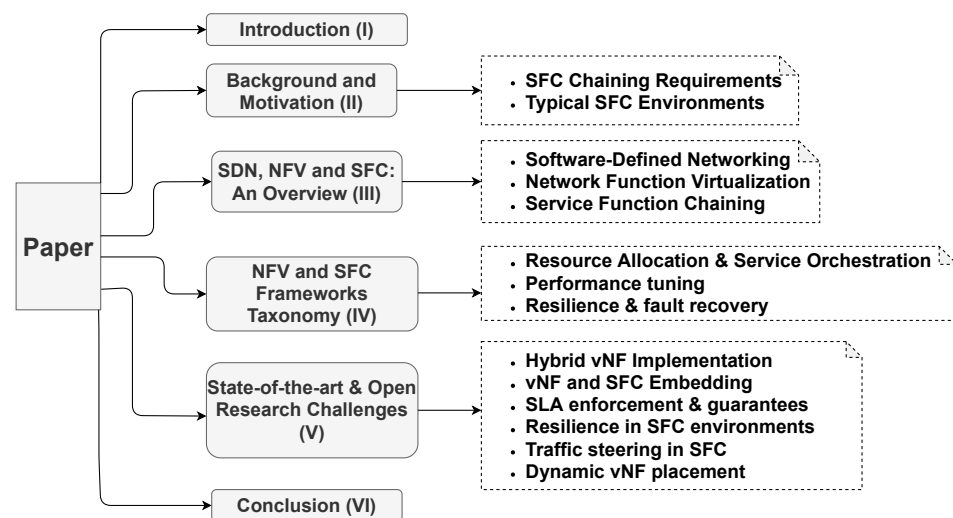 Paper
Introduction (I)
Background and
Motivation (II)
• SFC Chaining Requirements
• Typical SFC Environments
SDN, NFV and SFC:
An Overview (III)
• Software-Defined Networking
• Network Function Virtualization
• Service Function Chaining
NFV and SFC
Frameworks
Taxonomy (IV)
• Resource Allocation & Service Orchestration
• Performance tuning
• Resilience & fault recovery
State-of-the-art & Open
Research Challenges
(V)
• Hybrid vNF Implementation
• vNF and SFC Embedding
• SLA enforcement & guarantees
• Resilience in SFC environments
• Traffic steering in SFC
• Dynamic vNF placement
Conclusion (VI)